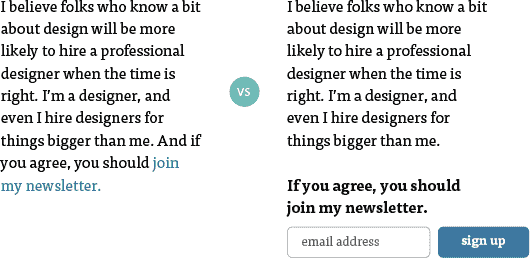 I believe folks who know a bit
about design will be more
likely to hire a professional
designer when the time is
right. I'm a designer, and
even I hire designers for
things bigger than me. And if
you agree, you should join
my newsletter.
VS
I believe folks who know a bit
about design will be more
likely to hire a professional
designer when the time is
right. I'm a designer, and
even I hire designers for
things bigger than me.
If you agree, you should
join my newsletter.
email address
sign up